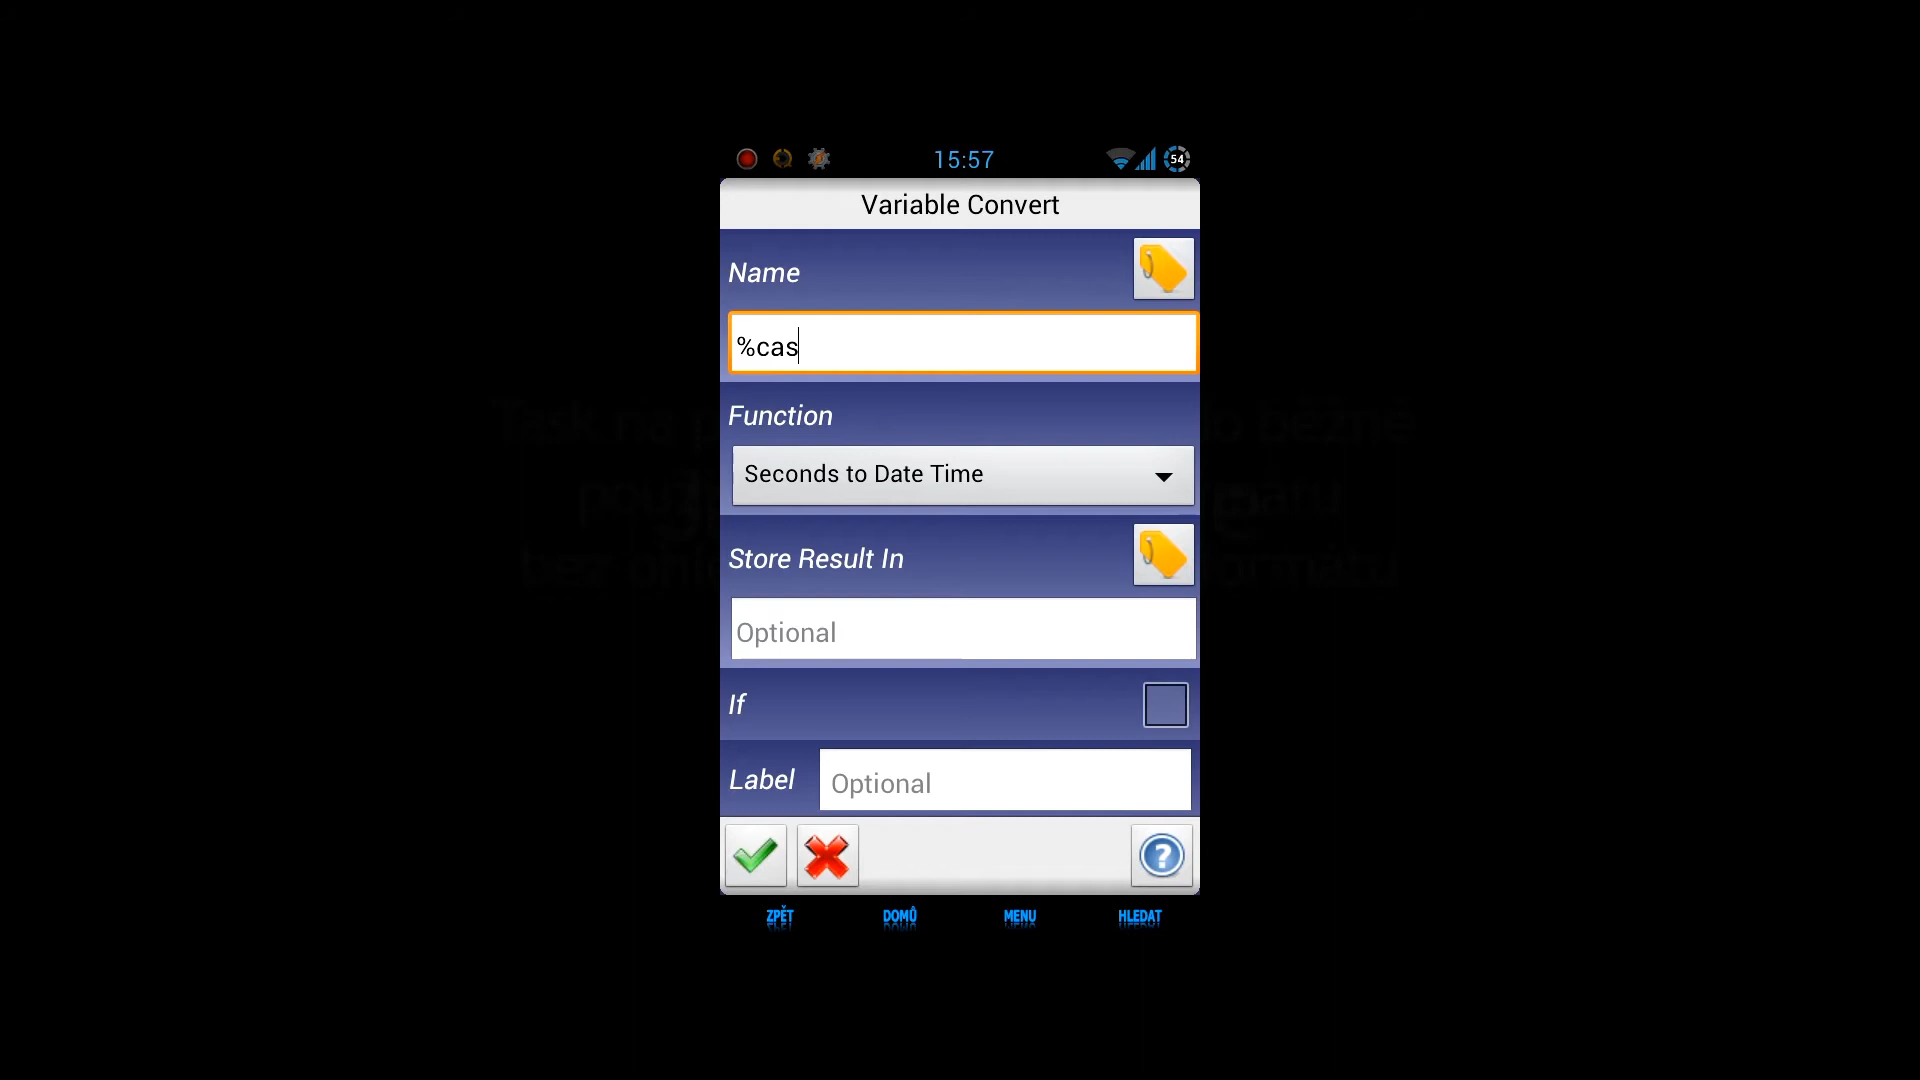 15:57
54
Variable Convert
Name
%cas
Function
Seconds to Date Time
Store Result In
Optional
If
Label
Optional
ZPĚT
DOMŮ
MENU
HLEDAT